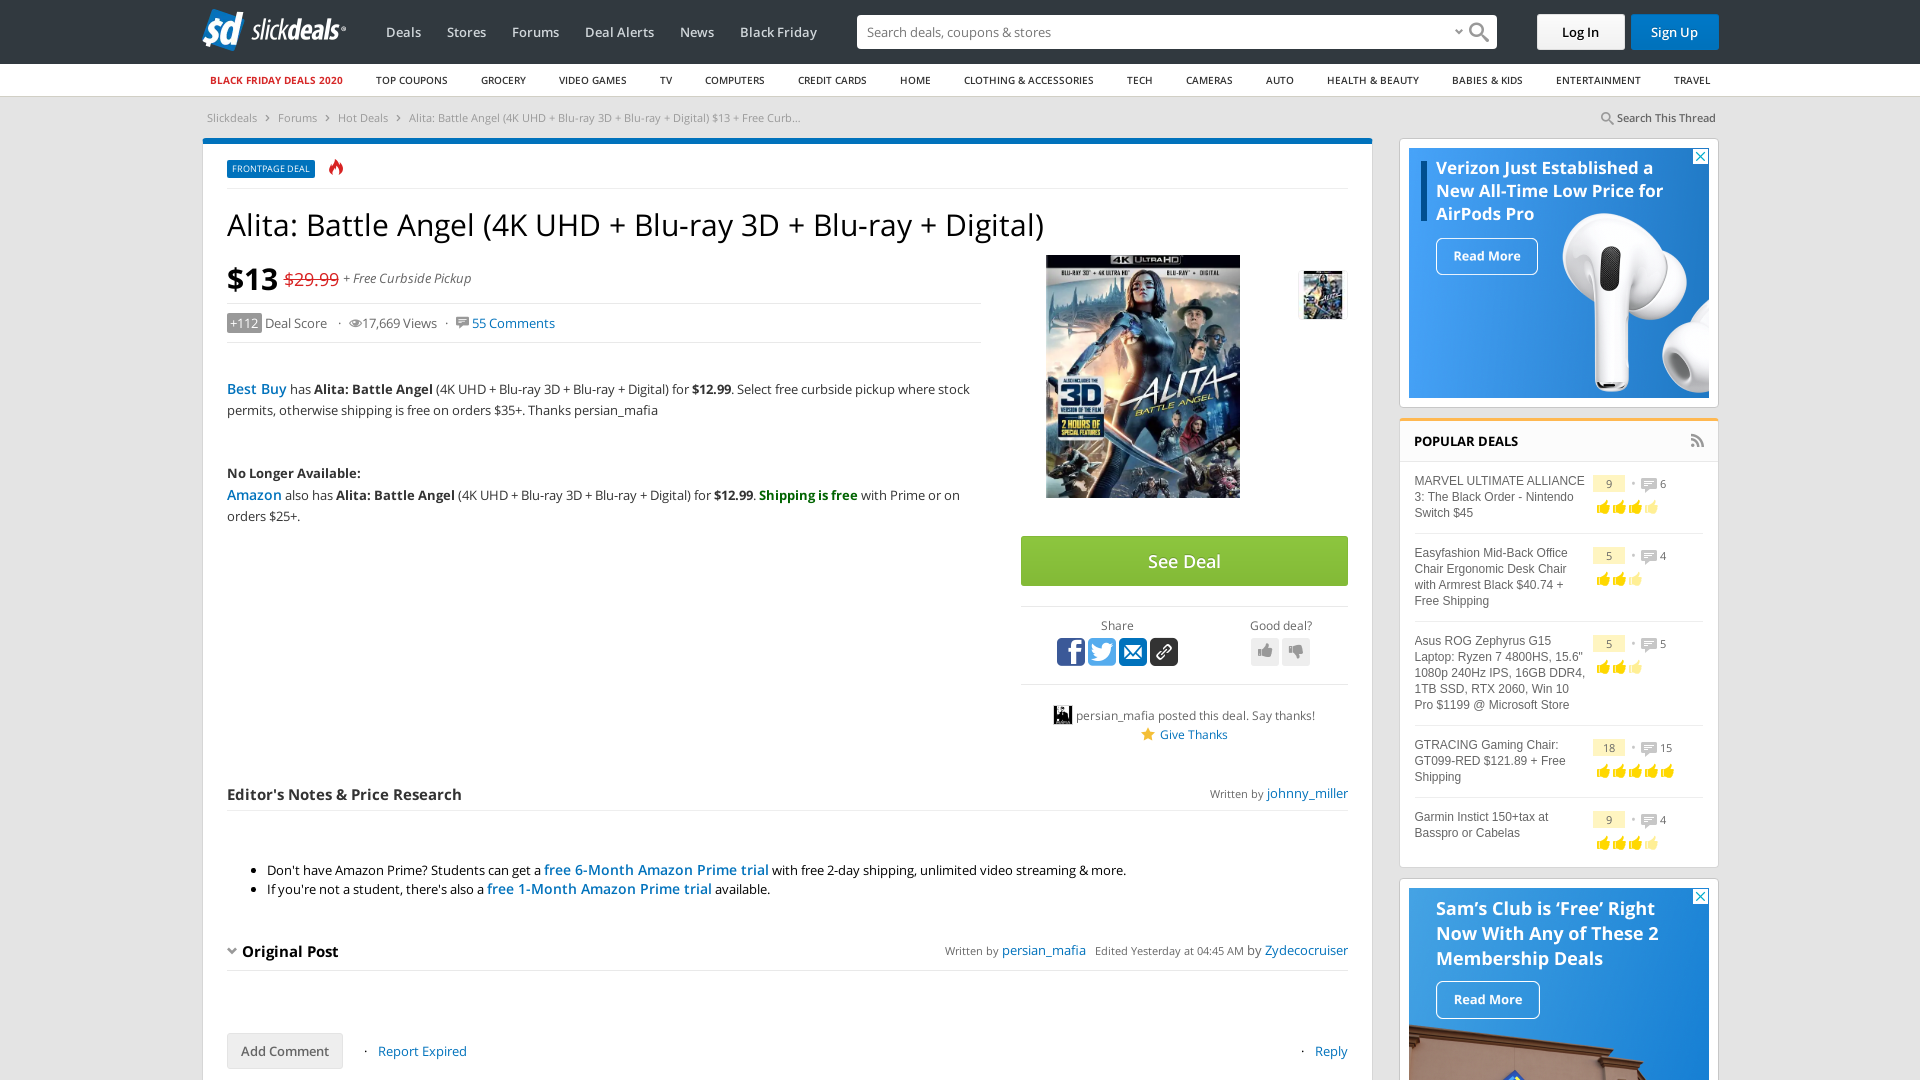 slickdeals
Deals
Stores
Forums
Deal Alerts
News
Black Friday
Search deals, coupons & stores
Log In
Sign Up
BLACK FRIDAY DEALS 2020
TOP COUPONS
GROCERY
VIDEO GAMES
TV
COMPUTERS
CREDIT CARDS
HOME
CLOTHING & ACCESSORIES
TECH
CAMERAS
AUTO
HEALTH & BEAUTY
BABIES & KIDS
ENTERTAINMENT
TRAVEL
Slickdeals › Forums › Hot Deals › Alita: Battle Angel (4K UHD + Blu-ray 3D + Blu-ray + Digital) $13 + Free Curb...
Search This Thread
FRONTPAGE DEAL
Alita: Battle Angel (4K UHD + Blu-ray 3D + Blu-ray + Digital)
$13 $29.99 + Free Curbside Pickup
+112 Deal Score · 17,669 Views · 55 Comments
Best Buy has Alita: Battle Angel (4K UHD + Blu-ray 3D + Blu-ray + Digital) for $12.99. Select free curbside pickup where stock
permits, otherwise shipping is free on orders $35+. Thanks persian_mafia
No Longer Available:
Amazon also has Alita: Battle Angel (4K UHD + Blu-ray 3D + Blu-ray + Digital) for $12.99. Shipping is free with Prime or on
orders $25+.
4K ULTRA HD
BLU-RAY 3D + 4K ULTRA HD + BLU-RAY + DIGITAL
ALSO INCLUDES THE
3D
VERSION OF THE FILM
AND
2 HOURS OF
SPECIAL FEATURES
ALITA
BATTLE ANGEL
See Deal
Share
Good deal?
persian_mafia posted this deal. Say thanks!
Give Thanks
Editor's Notes & Price Research
Written by johnny_miller
Don't have Amazon Prime? Students can get a free 6-Month Amazon Prime trial with free 2-day shipping, unlimited video streaming & more.
If you're not a student, there's also a free 1-Month Amazon Prime trial available.
Original Post
Written by persian_mafia Edited Yesterday at 04:45 AM by Zydecocruiser
Add Comment
· Report Expired
· Reply
Verizon Just Established a
New All-Time Low Price for
AirPods Pro
Read More
POPULAR DEALS
MARVEL ULTIMATE ALLIANCE
3: The Black Order - Nintendo
Switch $45
9 • 6
Easyfashion Mid-Back Office
Chair Ergonomic Desk Chair
with Armrest Black $40.74 +
Free Shipping
5 • 4
Asus ROG Zephyrus G15
Laptop: Ryzen 7 4800HS, 15.6"
1080p 240Hz IPS, 16GB DDR4,
1TB SSD, RTX 2060, Win 10
Pro $1199 @ Microsoft Store
5 • 5
GTRACING Gaming Chair:
GT099-RED $121.89 + Free
Shipping
18 • 15
Garmin Instict 150+tax at
Basspro or Cabelas
9 • 4
Sam's Club is 'Free' Right
Now With Any of These 2
Membership Deals
Read More